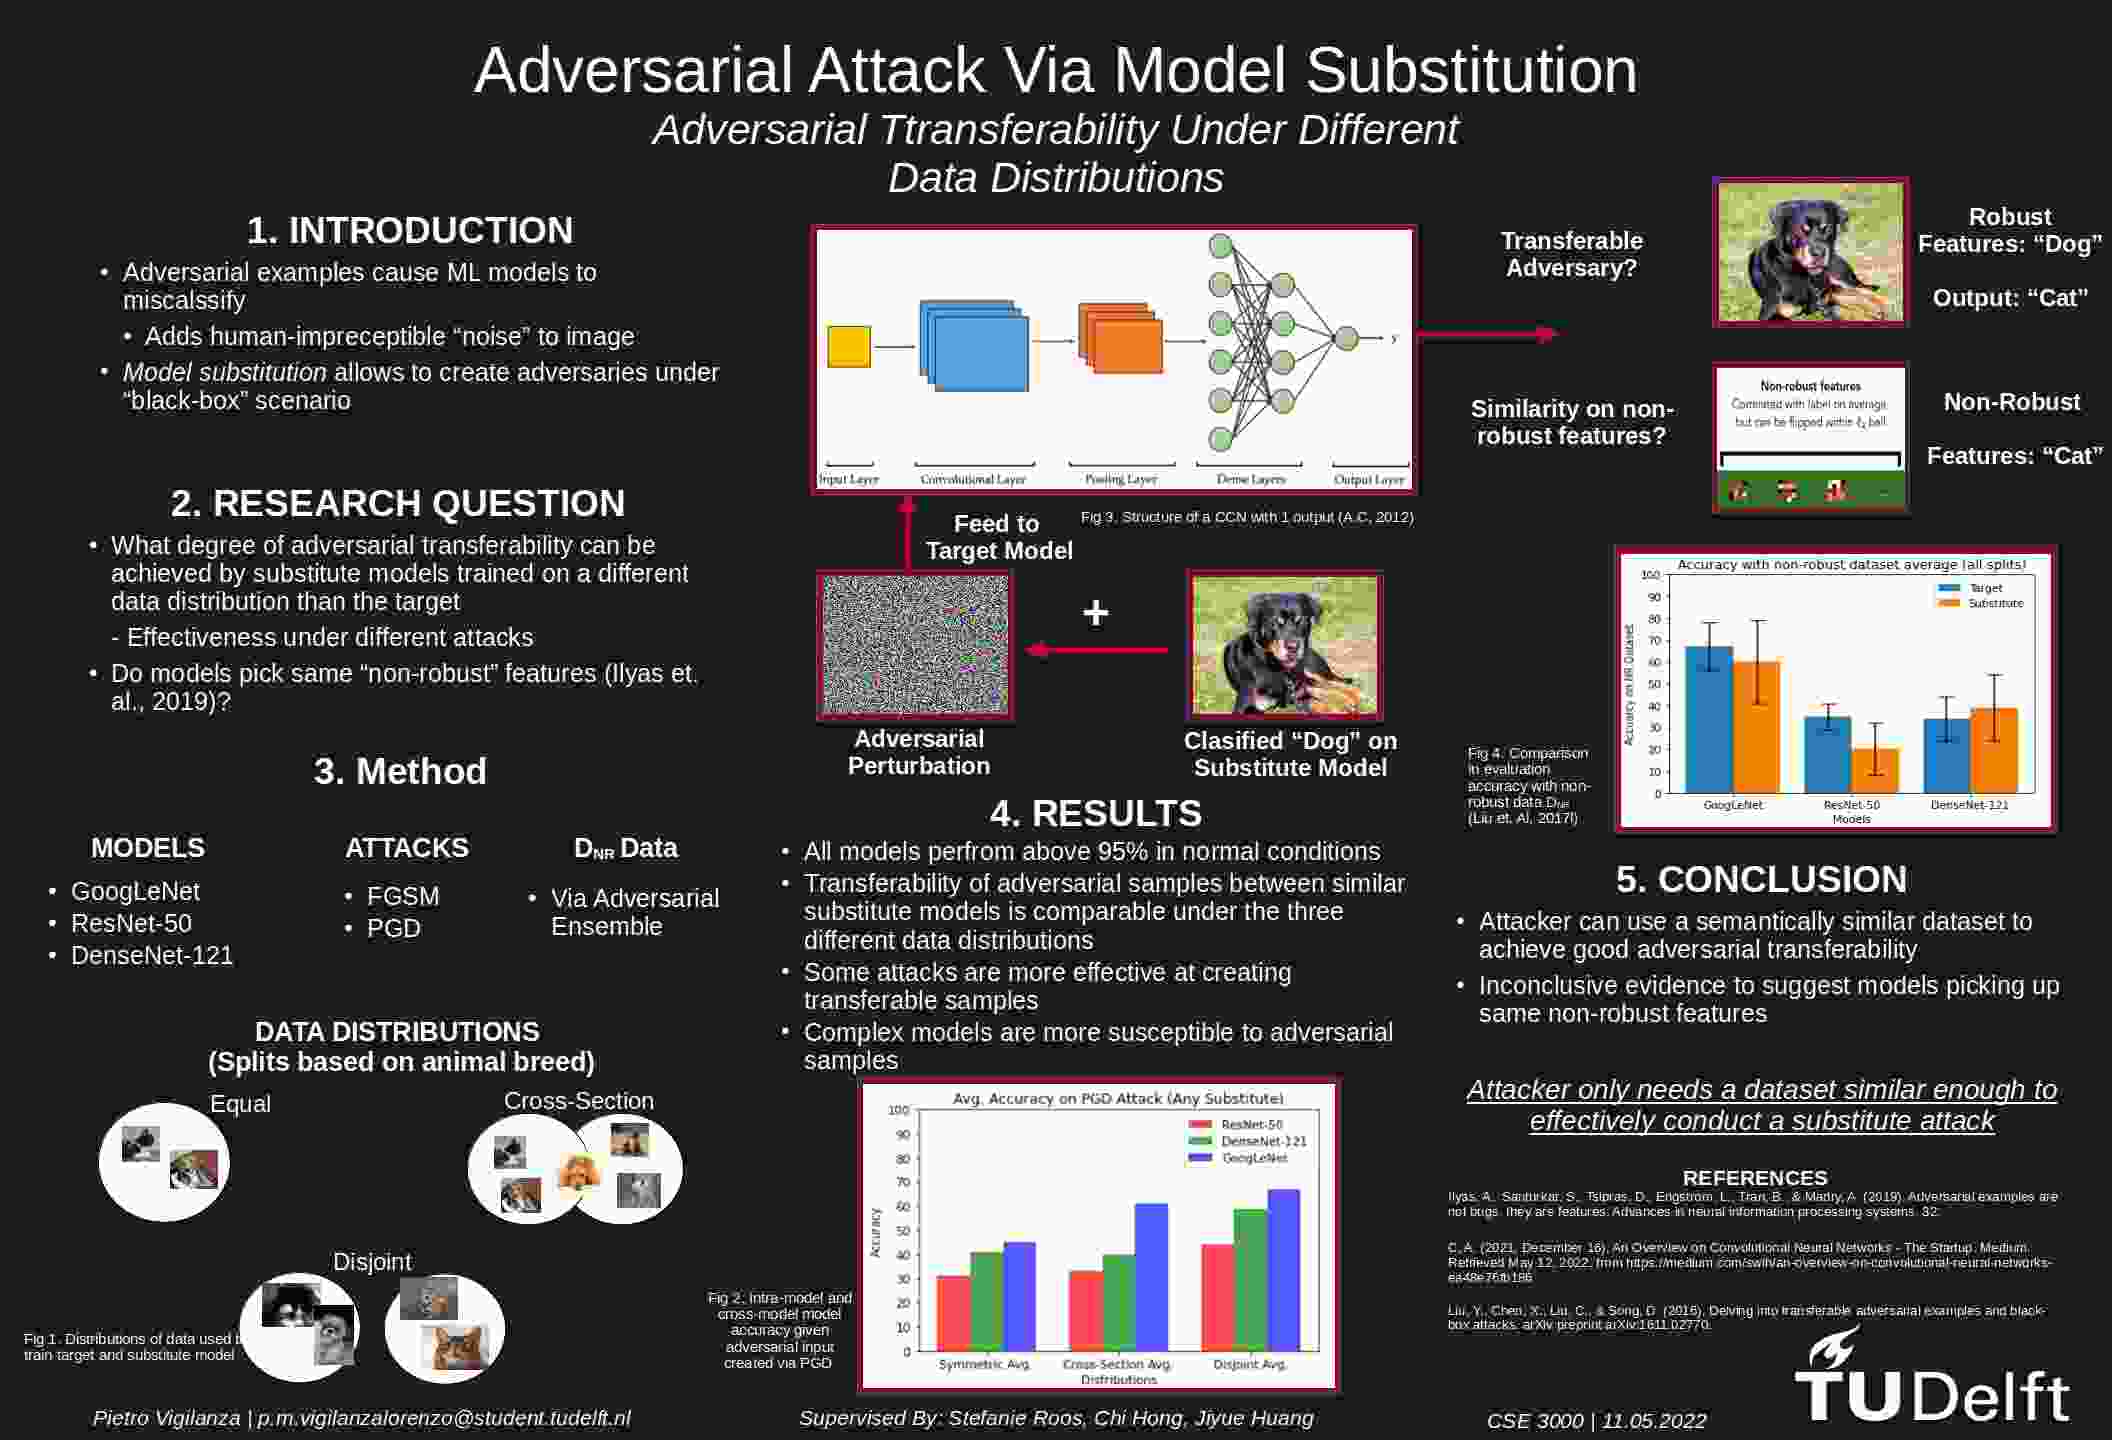 Adversarial Attack Via Model Substitution
Adversarial Ttransferability Under Different
Data Distributions
1. INTRODUCTION
• Adversarial examples cause ML models to
miscalssify
• Adds human-impreceptible “noise” to image
• Model substitution allows to create adversaries under
“black-box” scenario
2. RESEARCH QUESTION
• What degree of adversarial transferability can be
achieved by substitute models trained on a different
data distribution than the target
- Effectiveness under different attacks
• Do models pick same “non-robust” features (Ilyas et.
al., 2019)?
3. Method
MODELS
• GoogLeNet
• ResNet-50
• DenseNet-121
ATTACKS
• FGSM
• PGD
DNR Data
• Via Adversarial
Ensemble
DATA DISTRIBUTIONS
(Splits based on animal breed)
Equal
Cross-Section
Disjoint
Fig 1. Distributions of data used t
train target and substitute model
Input Layer
Convolutional Layer
Pooling Layer
Dense Layers
Output Layer
y
Fig 3. Structure of a CCN with 1 output (A.C, 2012)
Feed to
Target Model
+
Adversarial
Perturbation
Clasified “Dog” on
Substitute Model
Transferable
Adversary?
Similarity on non-
robust features?
Robust
Features: “Dog”
Output: “Cat”
Non-robust features
Correlated with label on average,
but can be flipped within ℓ2 ball
Non-Robust
Features: “Cat”
4. RESULTS
• All models perfrom above 95% in normal conditions
• Transferability of adversarial samples between similar
substitute models is comparable under the three
different data distributions
• Some attacks are more effective at creating
transferable samples
• Complex models are more susceptible to adversarial
samples
Avg. Accuracy on PGD Attack (Any Substitute)
ResNet-50
DenseNet-121
GoogLeNet
Accuracy
100
90
80
70
60
50
40
30
20
10
0
Symmetric Avg.
Cross-Section Avg.
Disjoint Avg.
Distributions
Fig 2. Intra-model and
cross-model model
accuracy given
adversarial input
created via PGD
Accuracy with non-robust dataset average (all splits)
Target
Substitute
Accuarcy on NR Dataset
100
90
80
70
60
50
40
30
20
10
0
GoogLeNet
ResNet-50
DenseNet-121
Models
Fig 4. Comparison
in evaluation
accuracy with non-
robust data DNR
(Liu et. Al, 2017l)
5. CONCLUSION
• Attacker can use a semantically similar dataset to
achieve good adversarial transferability
• Inconclusive evidence to suggest models picking up
same non-robust features
Attacker only needs a dataset similar enough to
effectively conduct a substitute attack
REFERENCES
Ilyas, A., Santurkar, S., Tsipras, D., Engstrom, L., Tran, B., & Madry, A. (2019). Adversarial examples are
not bugs, they are features. Advances in neural information processing systems, 32.
C, A. (2021, December 16). An Overview on Convolutional Neural Networks - The Startup. Medium.
Retrieved May 12, 2022, from https://medium.com/swlh/an-overview-on-convolutional-neural-networks-
ea48e76fb186
Liu, Y., Chen, X., Liu, C., & Song, D. (2016). Delving into transferable adversarial examples and black-
box attacks. arXiv preprint arXiv:1611.02770.
TU Delft
Pietro Vigilanza | p.m.vigilanzalorenzo@student.tudelft.nl
Supervised By: Stefanie Roos, Chi Hong, Jiyue Huang
CSE 3000 | 11.05.2022